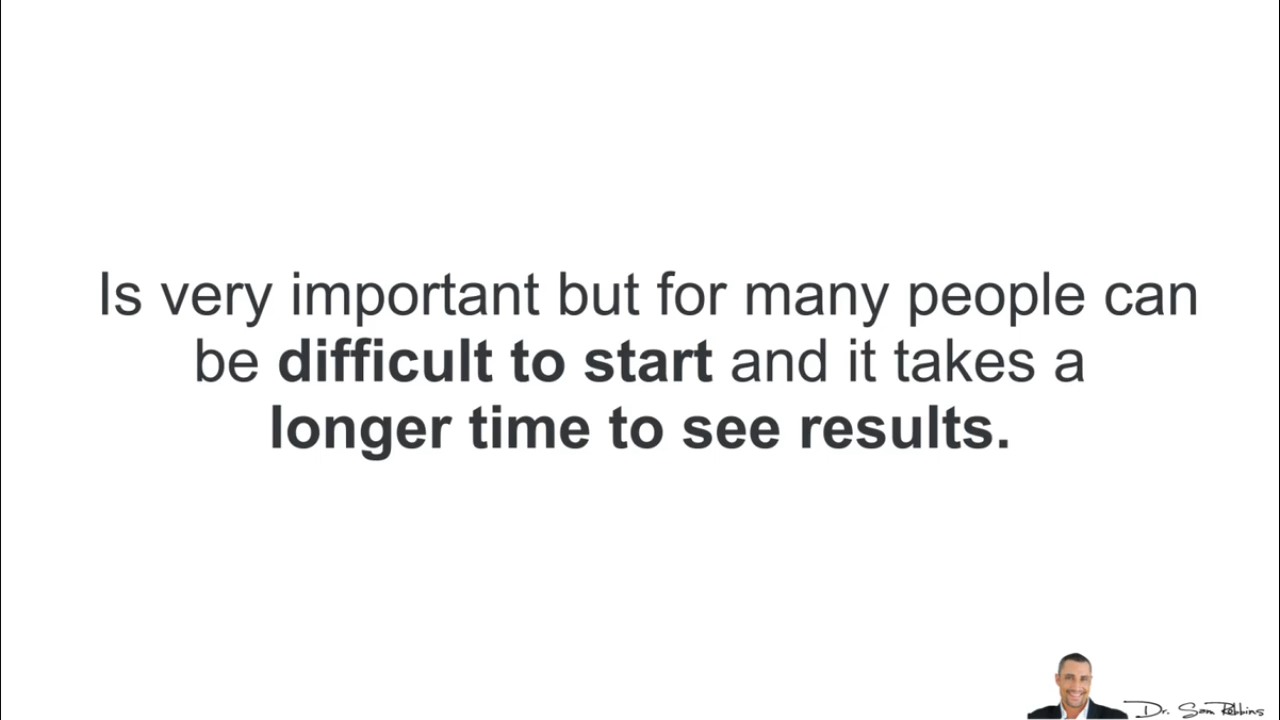 Is very important but for many people can
be difficult to start and it takes a
longer time to see results.
Dr. Sam Robbins